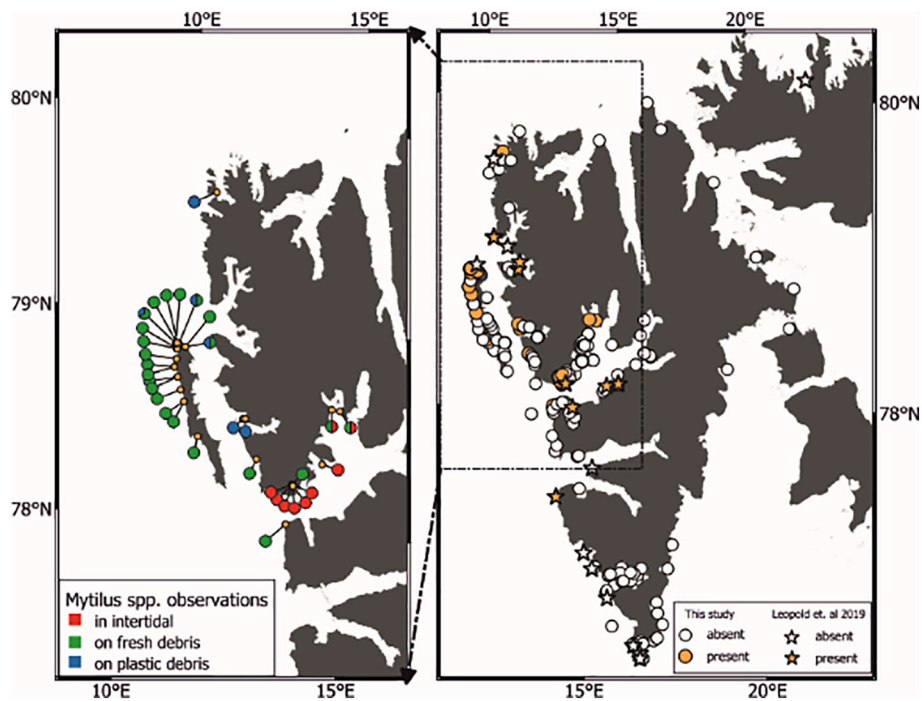 10°E 15°E 10°E 15°E 20°E
80°N 80°N
79°N
78°N 78°N
Mytilus spp. observations
in intertidal
on fresh debris
on plastic debris
This study Leopold et. al 2019
absent absent
present present
10°E 15°E 15°E 20°E